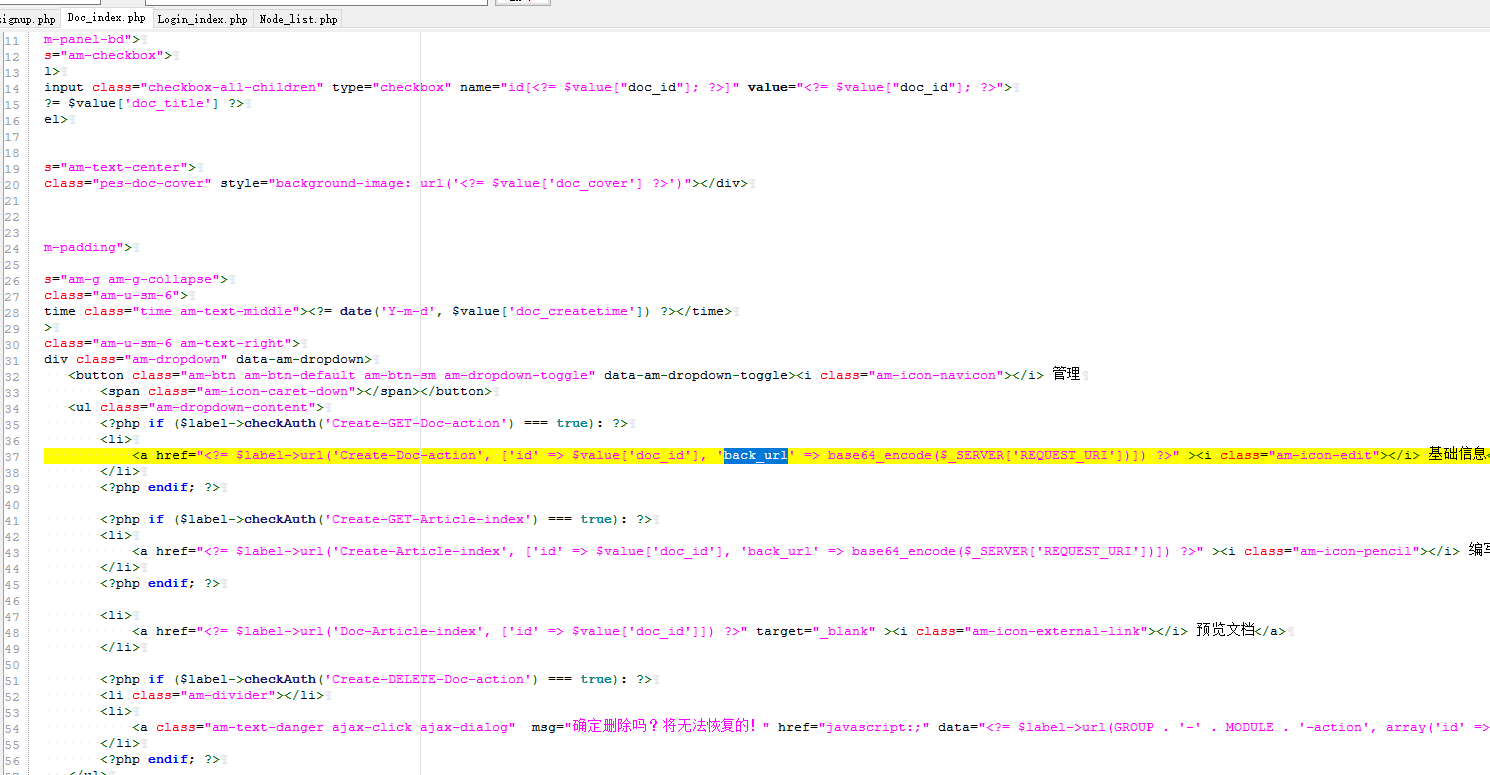 signup.php Doc_index.php Login_index.php Node_list.php
11 m-panel-bd">
12 s="am-checkbox">
13 l>
14 input class="checkbox-all-children" type="checkbox" name="id[<?= $value["doc_id"]; ?>]" value="<?= $value["doc_id"]; ?>">
15 ?= $value['doc_title'] ?>
16 el>
17
18
19 s="am-text-center">
20 class="pes-doc-cover" style="background-image: url('<?= $value['doc_cover'] ?>')"></div>
21
22
23
24 m-padding">
25
26 s="am-g am-g-collapse">
27 class="am-u-sm-6">
28 time class="time am-text-middle"><?= date('Y-m-d', $value['doc_createtime']) ?></time>
29 >
30 class="am-u-sm-6 am-text-right">
31 div class="am-dropdown" data-am-dropdown>
32 <button class="am-btn am-btn-default am-btn-sm am-dropdown-toggle" data-am-dropdown-toggle><i class="am-icon-navicon"></i> 管理
33 <span class="am-icon-caret-down"></span></button>
34 <ul class="am-dropdown-content">
35 <?php if ($label->checkAuth('Create-GET-Doc-action') === true): ?>
36 <li>
37 <a href="<?= $label->url('Create-Doc-action', ['id' => $value['doc_id'], 'back_url' => base64_encode($_SERVER['REQUEST_URI'])]) ?>" ><i class="am-icon-edit"></i> 基础信息<
38 </li>
39 <?php endif; ?>
40
41 <?php if ($label->checkAuth('Create-GET-Article-index') === true): ?>
42 <li>
43 <a href="<?= $label->url('Create-Article-index', ['id' => $value['doc_id'], 'back_url' => base64_encode($_SERVER['REQUEST_URI'])]) ?>" ><i class="am-icon-pencil"></i> 编写
44 </li>
45 <?php endif; ?>
46
47 <li>
48 <a href="<?= $label->url('Doc-Article-index', ['id' => $value['doc_id']]) ?>" target="_blank" ><i class="am-icon-external-link"></i> 预览文档</a>
49 </li>
50
51 <?php if ($label->checkAuth('Create-DELETE-Doc-action') === true): ?>
52 <li class="am-divider"></li>
53 <li>
54 <a class="am-text-danger ajax-click ajax-dialog" msg="确定删除吗？将无法恢复的！" href="javascript:;" data="<?= $label->url(GROUP . '-' . MODULE . '-action', array('id' =>
55 </li>
56 <?php endif; ?>